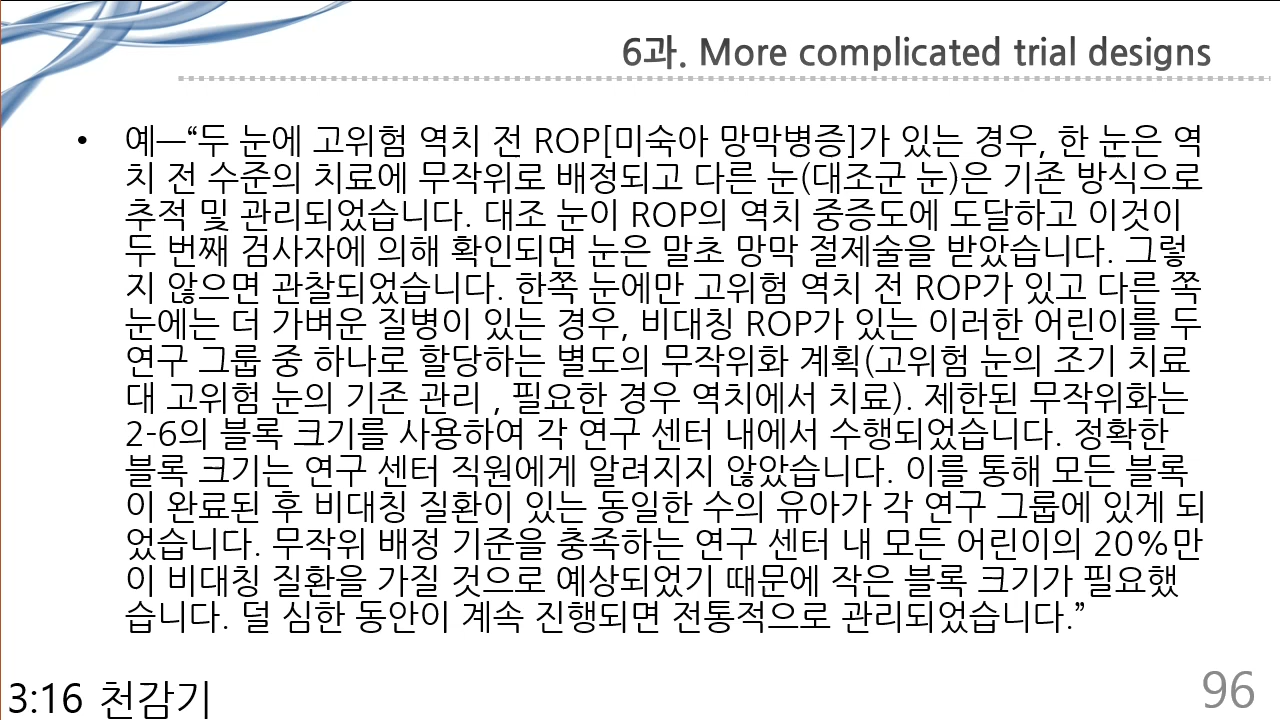 6과. More complicated trial designs
• 예—“두 눈에 고위험 역치 전 ROP[미숙아 망막병증]가 있는 경우, 한 눈은 역
치 전 수준의 치료에 무작위로 배정되고 다른 눈(대조군 눈)은 기존 방식으로
추적 및 관리되었습니다. 대조 눈이 ROP의 역치 중증도에 도달하고 이것이
두 번째 검사자에 의해 확인되면 눈은 말초 망막 절제술을 받았습니다. 그렇
지 않으면 관찰되었습니다. 한쪽 눈에만 고위험 역치 전 ROP가 있고 다른 쪽
눈에는 더 가벼운 질병이 있는 경우, 비대칭 ROP가 있는 이러한 어린이를 두
연구 그룹 중 하나로 할당하는 별도의 무작위화 계획(고위험 눈의 조기 치료
대 고위험 눈의 기존 관리 , 필요한 경우 역치에서 치료). 제한된 무작위화는
2-6의 블록 크기를 사용하여 각 연구 센터 내에서 수행되었습니다. 정확한
블록 크기는 연구 센터 직원에게 알려지지 않았습니다. 이를 통해 모든 블록
이 완료된 후 비대칭 질환이 있는 동일한 수의 유아가 각 연구 그룹에 있게 되
었습니다. 무작위 배정 기준을 충족하는 연구 센터 내 모든 어린이의 20%만
이 비대칭 질환을 가질 것으로 예상되었기 때문에 작은 블록 크기가 필요했
습니다. 덜 심한 동안이 계속 진행되면 전통적으로 관리되었습니다.”
3:16 천감기
96